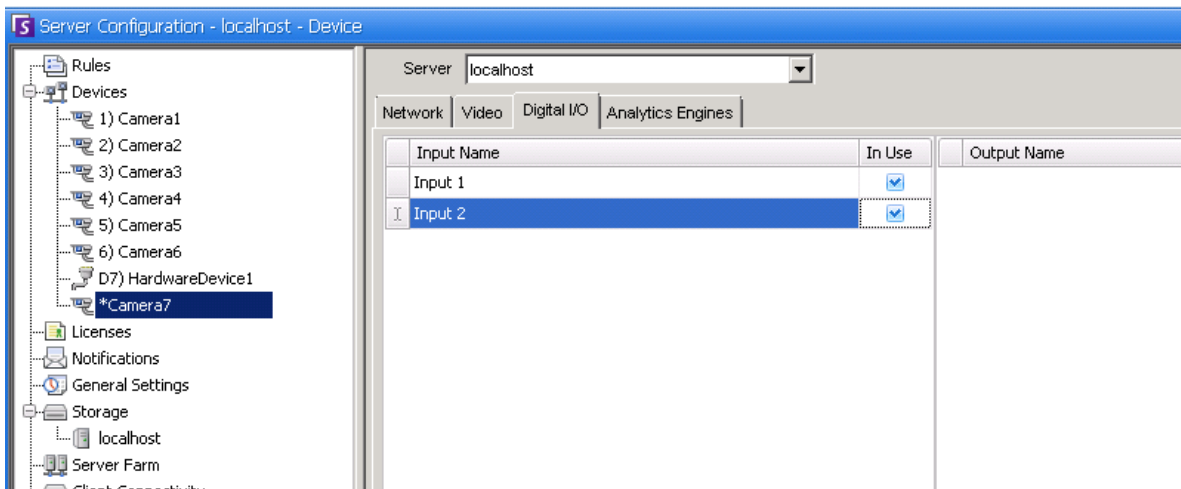 Server Configuration - localhost - Device
Rules
Devices
1) Camera1
2) Camera2
3) Camera3
4) Camera4
5) Camera5
6) Camera6
D7) HardwareDevice1
*Camera7
Licenses
Notifications
General Settings
Storage
localhost
Server Farm
Client Connectivity
Server localhost
Network Video Digital I/O Analytics Engines
Input Name In Use Output Name
Input 1
Input 2